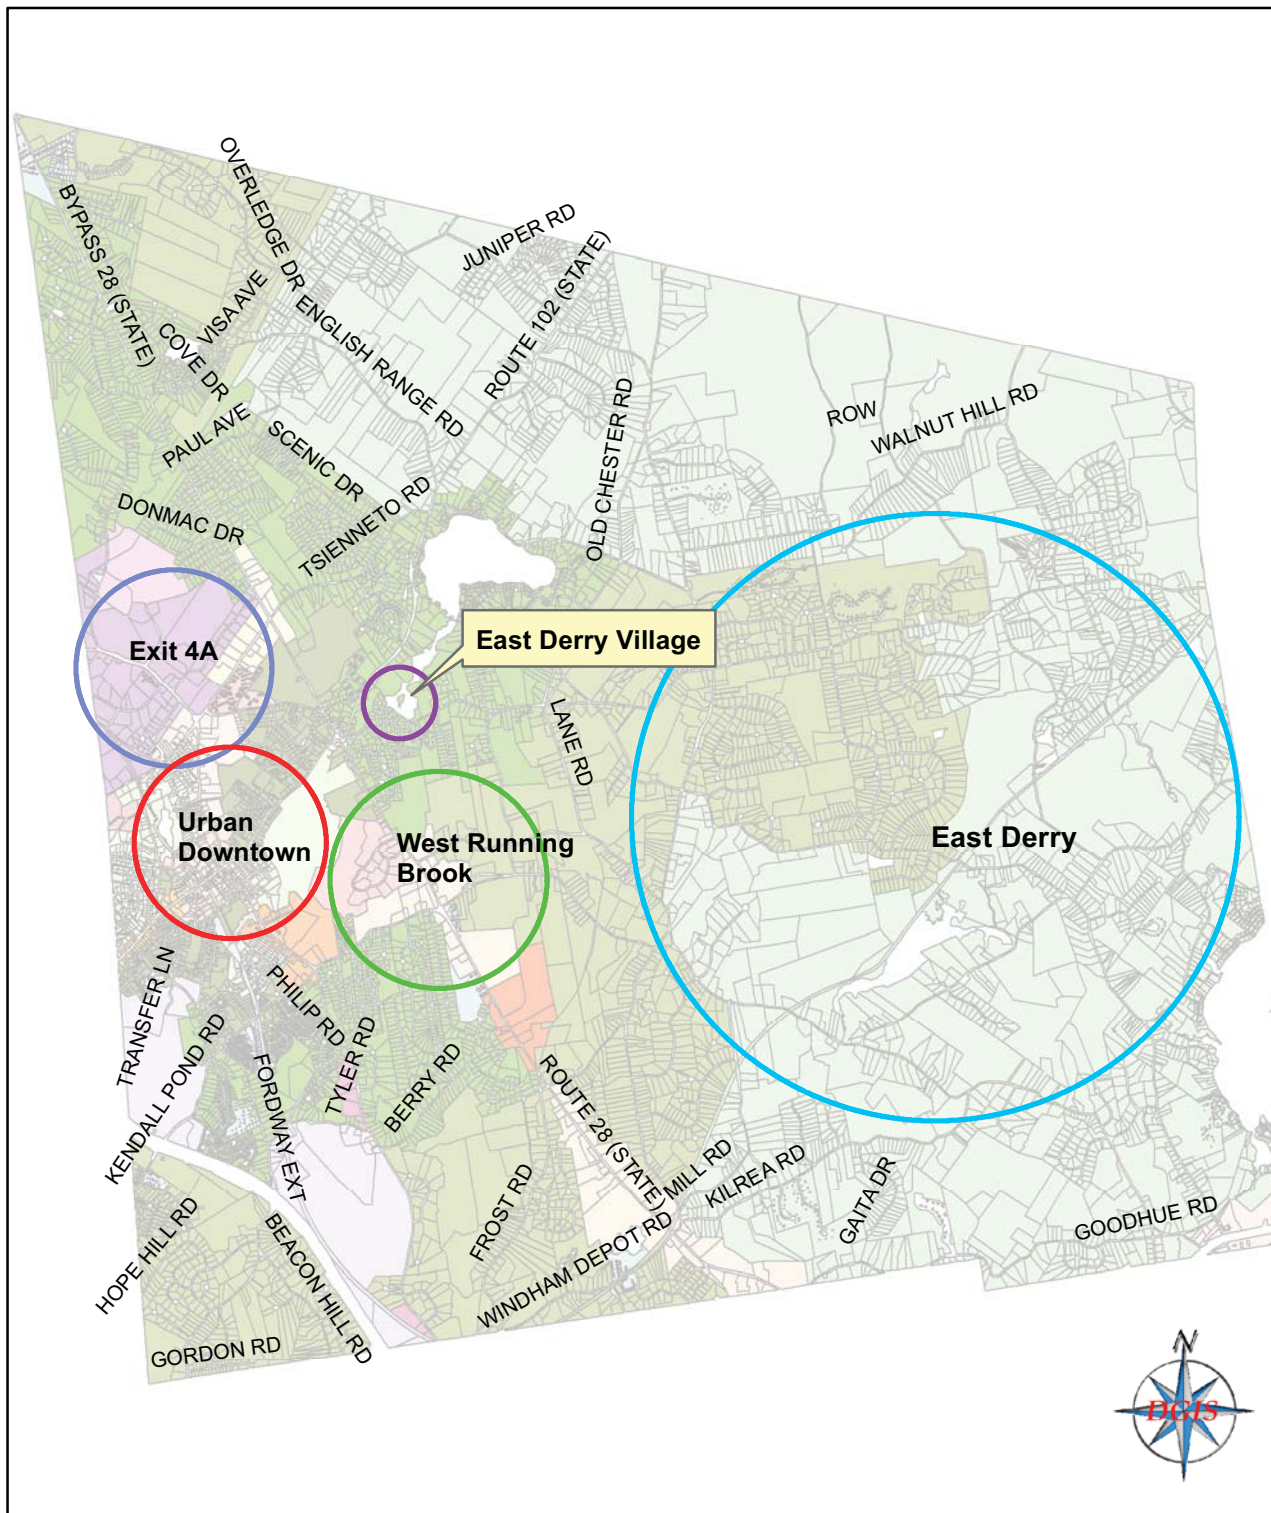 OVERLEDGE DR
JUNIPER RD
BYPASS 28 (STATE)
VISA AVE
ROUTE 102 (STATE)
COVE DR
ENGLISH RANGE RD
OLD CHESTER RD
ROW
WALNUT HILL RD
PAUL AVE
SCENIC DR
DONMAC DR
TSIENNETO RD
Exit 4A
East Derry Village
LANE RD
Urban
Downtown
West Running
Brook
East Derry
TRANSFER LN
PHILIP RD
KENDALL POND RD
TYLER RD
FORDWAY EXT
BERRY RD
ROUTE 28 (STATE)
MILL RD
KILREA RD
GAITA DR
FROST RD
GOODHUE RD
HOPE HILL RD
BEACON HILL RD
WINDHAM DEPOT RD
GORDON RD
N
DGIS